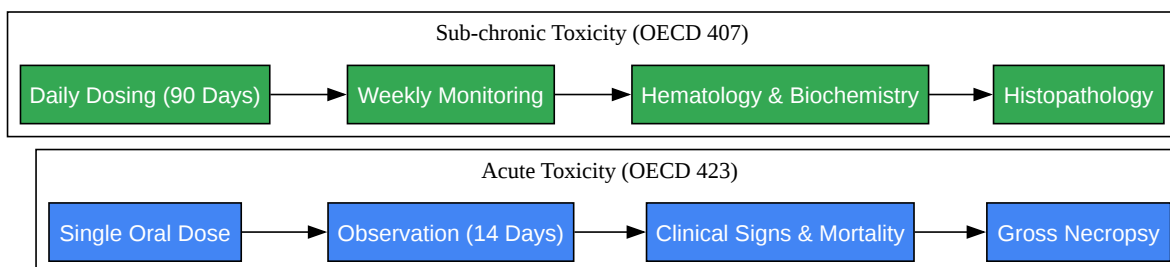 Sub-chronic Toxicity (OECD 407)
Daily Dosing (90 Days)
Weekly Monitoring
Hematology & Biochemistry
Histopathology
Acute Toxicity (OECD 423)
Single Oral Dose
Observation (14 Days)
Clinical Signs & Mortality
Gross Necropsy